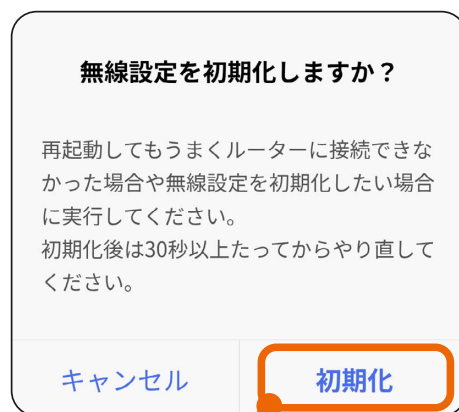 無線設定を初期化しますか？
再起動してもうまくルーターに接続できな
かった場合や無線設定を初期化したい場合
に実行してください。
初期化後は30秒以上たってからやり直して
ください。
キャンセル
初期化